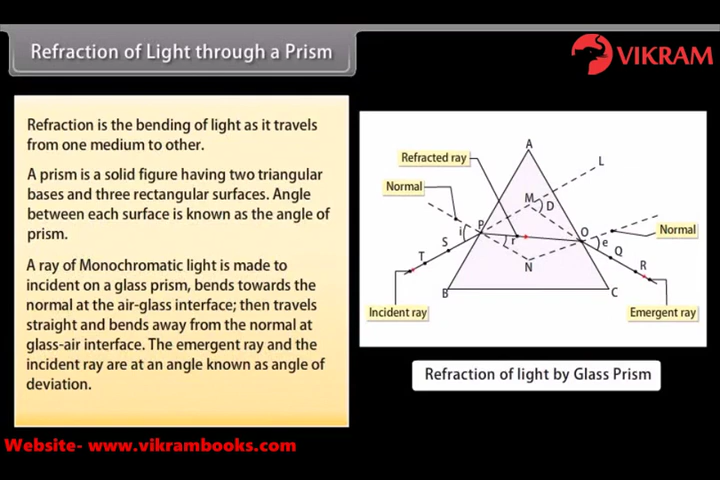 Refraction of Light through a Prism
VIKRAM
Refraction is the bending of light as it travels
from one medium to other.
A prism is a solid figure having two triangular
bases and three rectangular surfaces. Angle
between each surface is known as the angle of
prism.
A ray of Monochromatic light is made to
incident on a glass prism, bends towards the
normal at the air-glass interface; then travels
straight and bends away from the normal at
glass-air interface. The emergent ray and the
incident ray are at an angle known as angle of
deviation.
A
Refracted ray
L
Normal
M
D
P
i
r
O
e
Normal
S
T
N
Q
R
B
C
Incident ray
Emergent ray
Refraction of light by Glass Prism
Website- www.vikrambooks.com